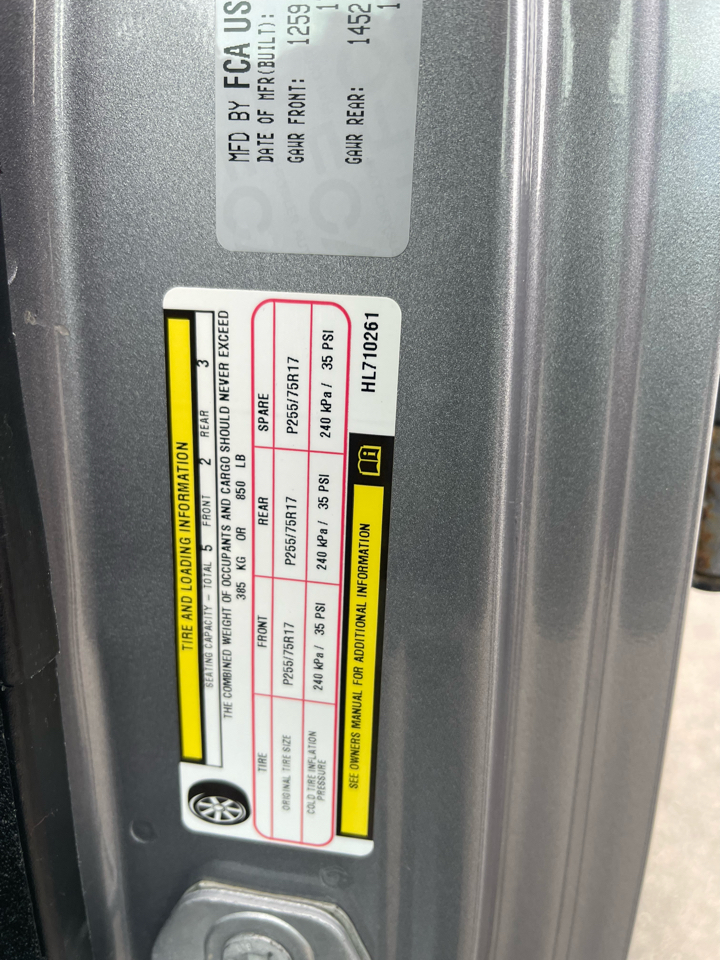 MFD BY FCA US
DATE OF MFR(BUILT): 1
GAWR FRONT: 1259
GAWR REAR: 1452
1
TIRE AND LOADING INFORMATION
SEATING CAPACITY – TOTAL 5 FRONT 2 REAR 3
THE COMBINED WEIGHT OF OCCUPANTS AND CARGO SHOULD NEVER EXCEED
385 KG OR 850 LB
TIRE FRONT REAR SPARE
ORIGINAL TIRE SIZE P255/75R17 P255/75R17 P255/75R17
COLD TIRE INFLATION PRESSURE 240 kPa / 35 PSI 240 kPa / 35 PSI 240 kPa / 35 PSI
SEE OWNERS MANUAL FOR ADDITIONAL INFORMATION
HL710261